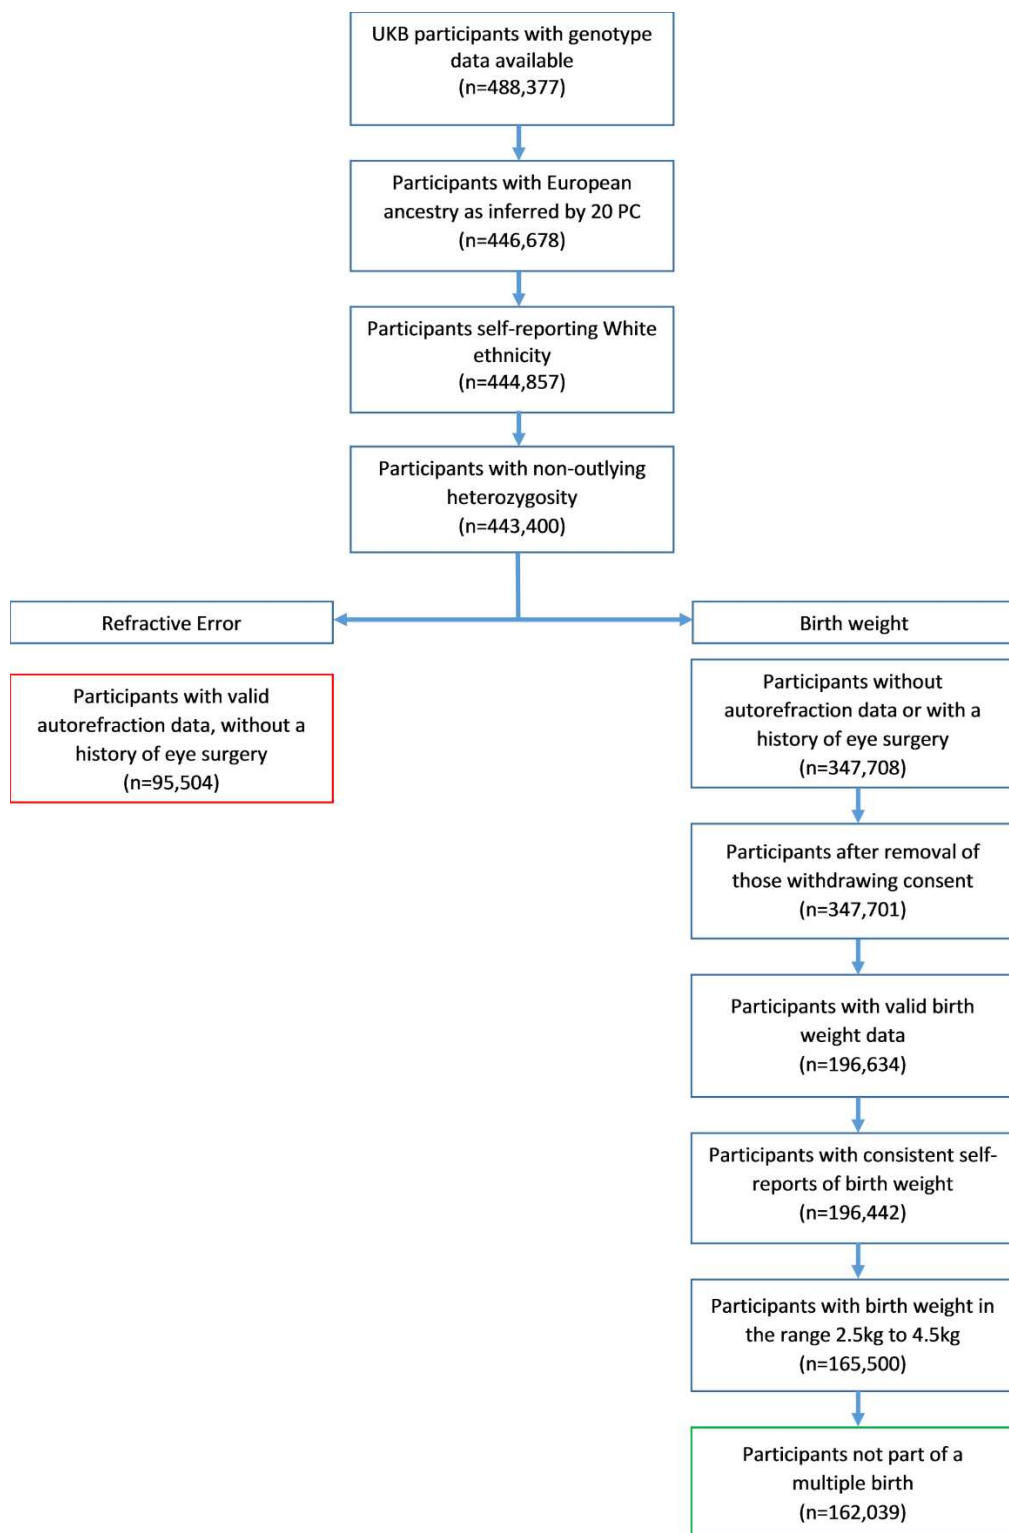 UKB participants with genotype
data available
(n=488,377)
Participants with European
ancestry as inferred by 20 PC
(n=446,678)
Participants self-reporting White
ethnicity
(n=444,857)
Participants with non-outlying
heterozygosity
(n=443,400)
Refractive Error
Participants with valid
autorefraction data, without a
history of eye surgery
(n=95,504)
Birth weight
Participants without
autorefraction data or with a
history of eye surgery
(n=347,708)
Participants after removal of
those withdrawing consent
(n=347,701)
Participants with valid birth
weight data
(n=196,634)
Participants with consistent self-
reports of birth weight
(n=196,442)
Participants with birth weight in
the range 2.5kg to 4.5kg
(n=165,500)
Participants not part of a
multiple birth
(n=162,039)